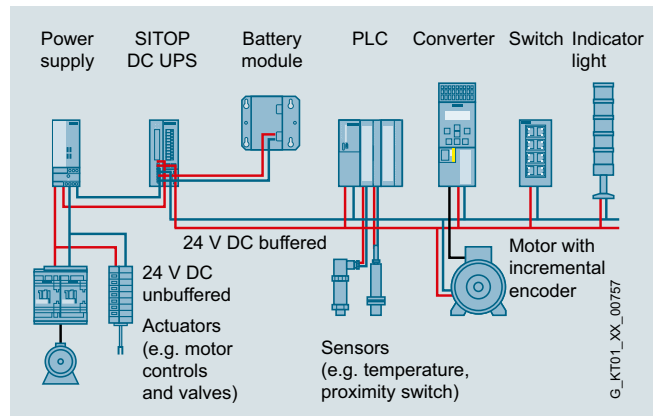 Power
supply
SITOP
DC UPS
Battery
module
PLC
Converter
Switch
Indicator
light
24 V DC buffered
24 V DC
unbuffered
Actuators
(e.g. motor
controls
and valves)
Sensors
(e.g. temperature,
proximity switch)
Motor with
incremental
encoder
G_KT01_XX_00757